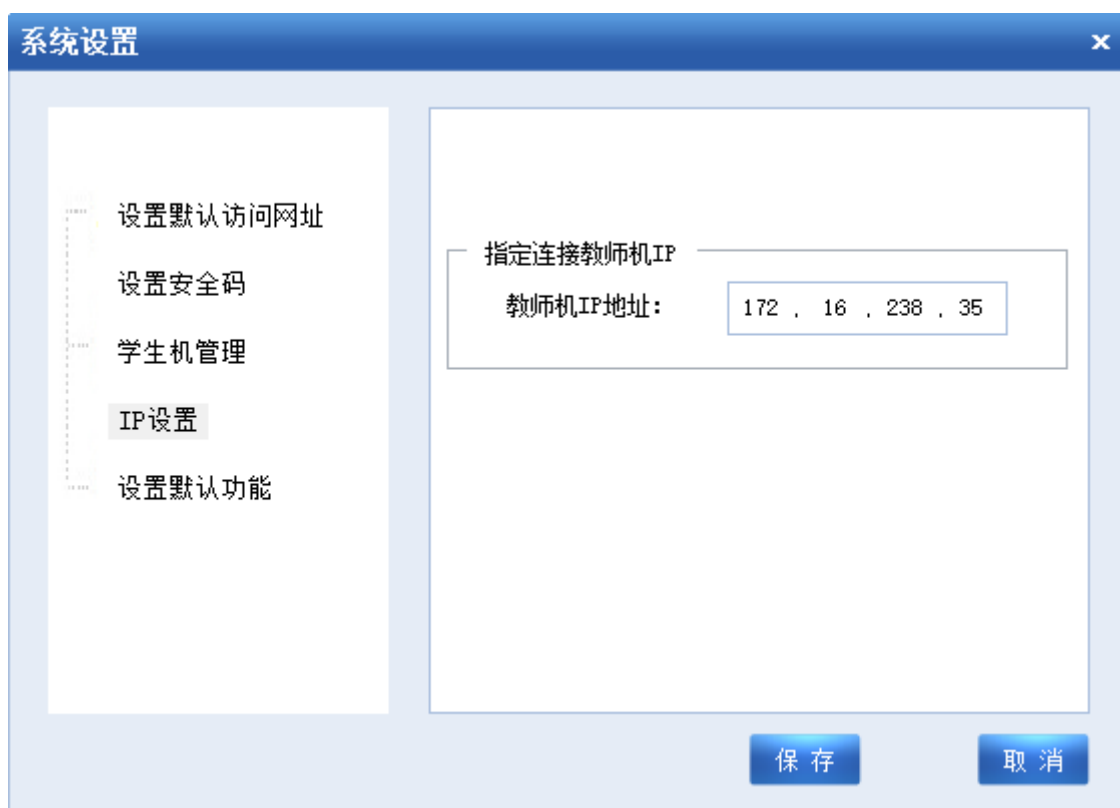 系统设置
设置默认访问网址
设置安全码
学生机管理
IP设置
设置默认功能
指定连接教师机IP
教师机IP地址: 172 . 16 . 238 . 35
保存
取消